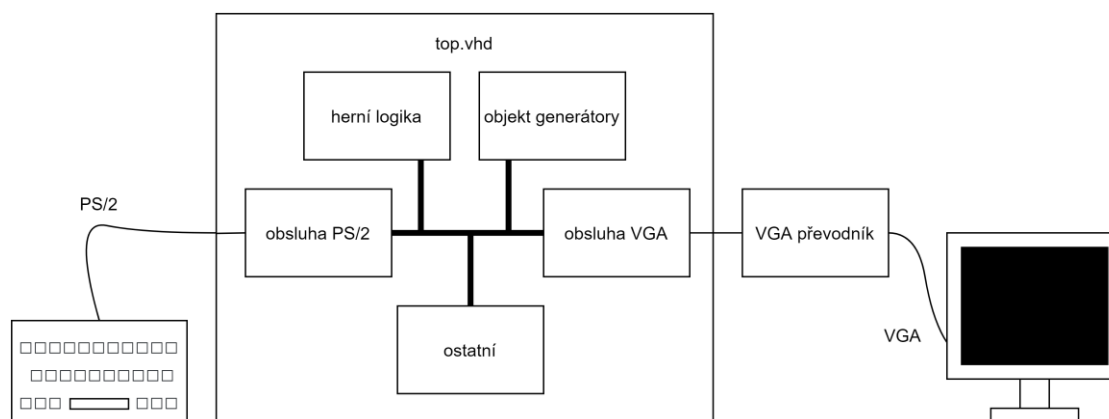 top.vhd
herní logika
objekt generátory
PS/2
obsluha PS/2
obsluha VGA
VGA převodník
VGA
ostatní